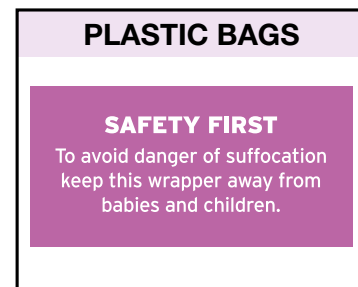 PLASTIC BAGS
SAFETY FIRST
To avoid danger of suffocation
keep this wrapper away from
babies and children.